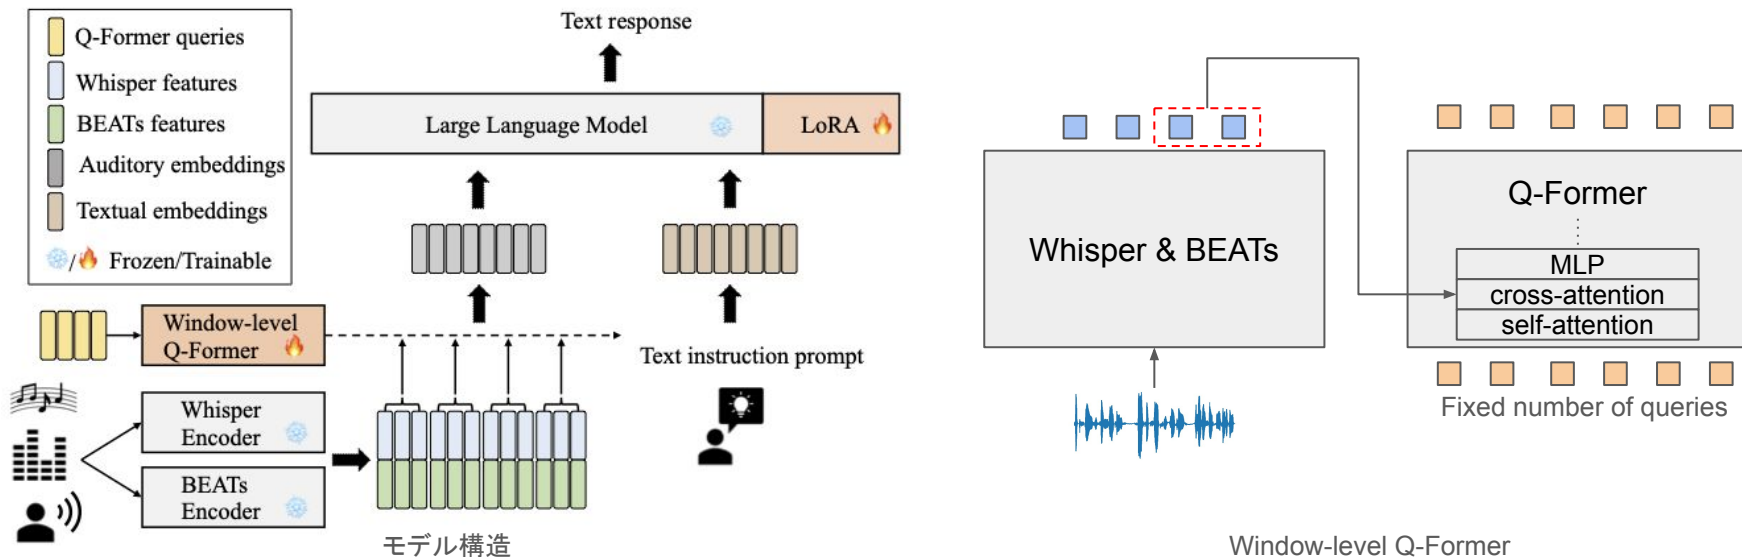 Q-Former queries
Whisper features
BEATs features
Auditory embeddings
Textual embeddings
/ Frozen/Trainable
Text response
Large Language Model
LoRA
Window-level
Q-Former
Text instruction prompt
Whisper
Encoder
BEATs
Encoder
モデル構造
Whisper & BEATs
Q-Former
MLP
cross-attention
self-attention
Fixed number of queries
Window-level Q-Former